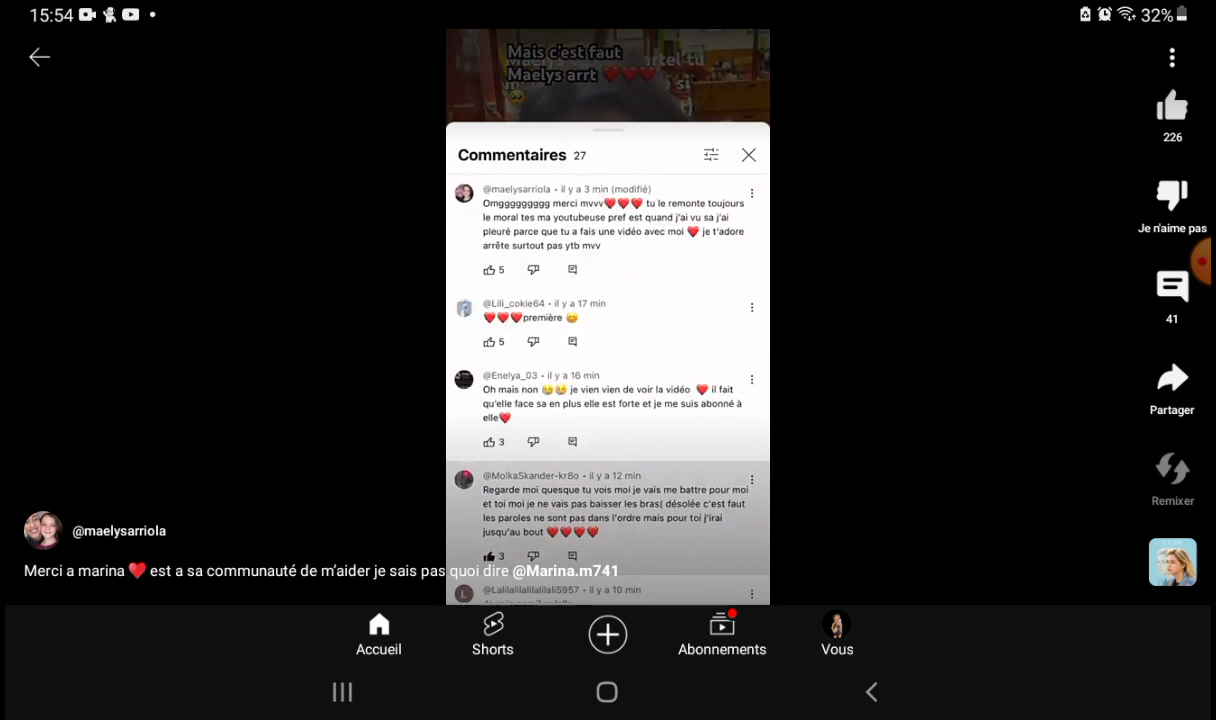 15:54
32%
Mais c'est faut
Maelys arrt ❤️❤️❤️
🥹
Commentaires 27
@maelysarriola • il y a 3 min (modifié)
Omggggggggg merci mvvv❤️❤️❤️ tu le remonte toujours
le moral tes ma youtubeuse pref est quand j'ai vu sa j'ai
pleuré parce que tu a fais une vidéo avec moi ❤️ je t'adore
arrête surtout pas ytb mvv
5
@Lili_cokie64 • il y a 17 min
❤️❤️❤️première 😄
5
@Enelya_03 • il y a 16 min
Oh mais non 😢😢 je vien vien de voir la vidéo ❤️ il fait
qu'elle face sa en plus elle est forte et je me suis abonné à
elle❤️
3
@MolkaSkander-kr8o • il y a 12 min
Regarde moi quesque tu vois moi je vais me battre pour moi
et toi moi je ne vais pas baisser les bras( désolée c'est faut
les paroles ne sont pas dans l'ordre mais pour toi j'irai
jusqu'au bout ❤️❤️❤️❤️
3
@Lalilalilalilalilali5957 • il y a 10 min
226
Je n'aime pas
41
Partager
Remixer
@maelysarriola
Merci a marina ❤️ est a sa communauté de m'aider je sais pas quoi dire @Marina.m741
Accueil
Shorts
Abonnements
Vous